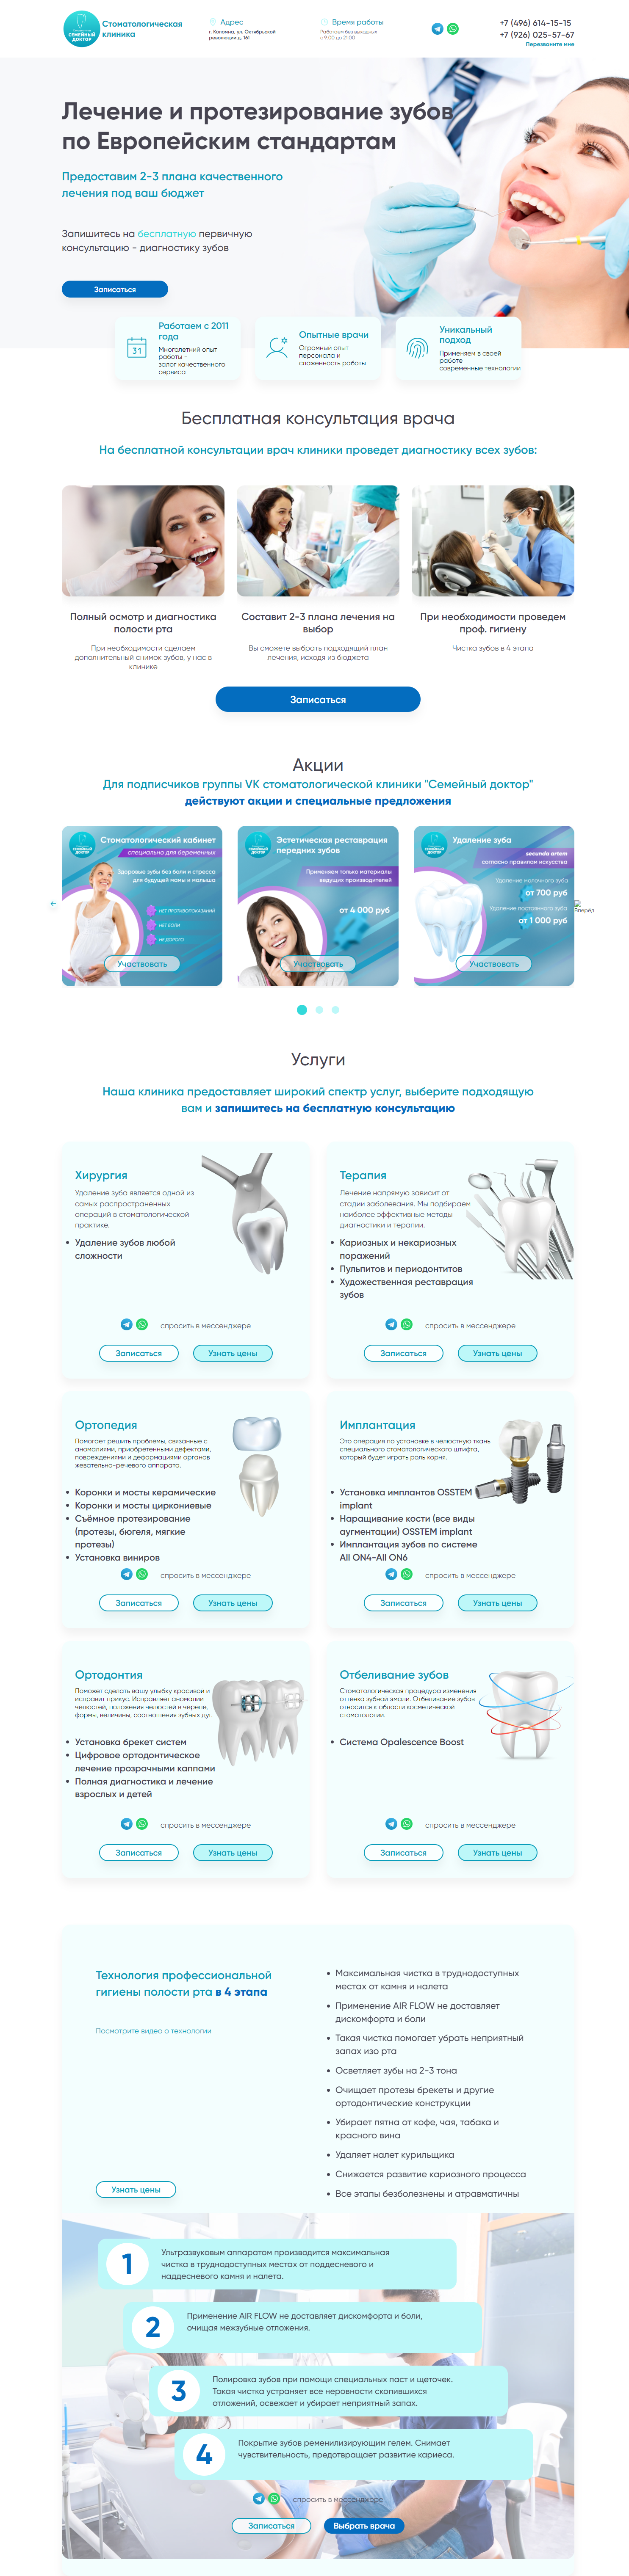 СЕМЕЙНЫЙ
ДОКТОР
Стоматологическая
клиника
Адрес
г. Коломна, ул. Октябрьской
революции д. 161
Время работы
Работаем без выходных
с 9:00 до 21:00
+7 (496) 614-15-15
+7 (926) 025-57-67
Перезвоните мне
Лечение и протезирование зубов
по Европейским стандартам
Предоставим 2-3 плана качественного
лечения под ваш бюджет
Запишитесь на бесплатную первичную
консультацию - диагностику зубов
Записаться
Работаем с 2011
года
Многолетний опыт
работы -
залог качественного
сервиса
Опытные врачи
Огромный опыт
персонала и
слаженность работы
Уникальный
подход
Применяем в своей
работе
современные технологии
Бесплатная консультация врача
На бесплатной консультации врач клиники проведет диагностику всех зубов:
Полный осмотр и диагностика
полости рта
При необходимости сделаем
дополнительный снимок зубов, у нас в
клинике
Составит 2-3 плана лечения на
выбор
Вы сможете выбрать подходящий план
лечения, исходя из бюджета
При необходимости проведем
проф. гигиену
Чистка зубов в 4 этапа
Записаться
Акции
Для подписчиков группы VK стоматологической клиники "Семейный доктор"
действуют акции и специальные предложения
СЕМЕЙНЫЙ
ДОКТОР
Стоматологический кабинет
специально для беременных
Здоровые зубы без боли и стресса
для будущей мамы и малыша
НЕТ ПРОТИВОПОКАЗАНИЙ
НЕТ БОЛИ
НЕ ДОРОГО
Участвовать
СЕМЕЙНЫЙ
ДОКТОР
Эстетическая реставрация
передних зубов
Применяем только материалы
ведущих производителей
от 4 000 руб
Участвовать
СЕМЕЙНЫЙ
ДОКТОР
Удаление зуба
secundo artem
согласно правилам искусства
Удаление молочного зуба
от 700 руб
Удаление постоянного зуба
от 1 000 руб
Участвовать
Вперёд
Услуги
Наша клиника предоставляет широкий спектр услуг, выберите подходящую
вам и запишитесь на бесплатную консультацию
Хирургия
Удаление зуба является одной из
самых распространенных
операций в стоматологической
практике.
Удаление зубов любой
сложности
спросить в мессенджере
Записаться
Узнать цены
Терапия
Лечение напрямую зависит от
стадии заболевания. Мы подбираем
наиболее эффективные методы
диагностики и терапии.
Кариозных и некариозных
поражений
Пульпитов и периодонтитов
Художественная реставрация
зубов
спросить в мессенджере
Записаться
Узнать цены
Ортопедия
Помогает решить проблемы, связанные с
аномалиями, приобретенными дефектами,
повреждениями и деформациями органов
жевательно-речевого аппарата.
Коронки и мосты керамические
Коронки и мосты циркониевые
Съёмное протезирование
(протезы, бюгеля, мягкие
протезы)
Установка виниров
спросить в мессенджере
Записаться
Узнать цены
Имплантация
Это операция по установке в челюстную ткань
специального стоматологического штифта,
который будет играть роль корня.
Установка имплантов OSSTEM
implant
Наращивание кости (все виды
аугментации) OSSTEM implant
Имплантация зубов по системе
All ON4-All ON6
спросить в мессенджере
Записаться
Узнать цены
Ортодонтия
Поможет сделать вашу улыбку красивой и
исправит прикус. Исправляет аномалии
челюстей, положения челюстей в черепе,
формы, величины, соотношения зубных дуг.
Установка брекет систем
Цифровое ортодонтическое
лечение прозрачными каппами
Полная диагностика и лечение
взрослых и детей
спросить в мессенджере
Записаться
Узнать цены
Отбеливание зубов
Стоматологическая процедура изменения
оттенка зубной эмали. Отбеливание зубов
относится к области косметической
стоматологии.
Система Opalescence Boost
спросить в мессенджере
Записаться
Узнать цены
Технология профессиональной
гигиены полости рта в 4 этапа
Посмотрите видео о технологии
Узнать цены
Максимальная чистка в труднодоступных
местах от камня и налета
Применение AIR FLOW не доставляет
дискомфорта и боли
Такая чистка помогает убрать неприятный
запах изо рта
Осветляет зубы на 2-3 тона
Очищает протезы брекеты и другие
ортодонтические конструкции
Убирает пятна от кофе, чая, табака и
красного вина
Удаляет налет курильщика
Снижается развитие кариозного процесса
Все этапы безболезнены и атравматичны
1
Ультразвуковым аппаратом производится максимальная
чистка в труднодоступных местах от поддесневого и
наддесневого камня и налета.
2
Применение AIR FLOW не доставляет дискомфорта и боли,
очищая межзубные отложения.
3
Полировка зубов при помощи специальных паст и щеточек.
Такая чистка устраняет все неровности скопившихся
отложений, освежает и убирает неприятный запах.
4
Покрытие зубов ременилизирующим гелем. Снимает
чувствительность, предотвращает развитие кариеса.
спросить в мессенджере
Записаться
Выбрать врача